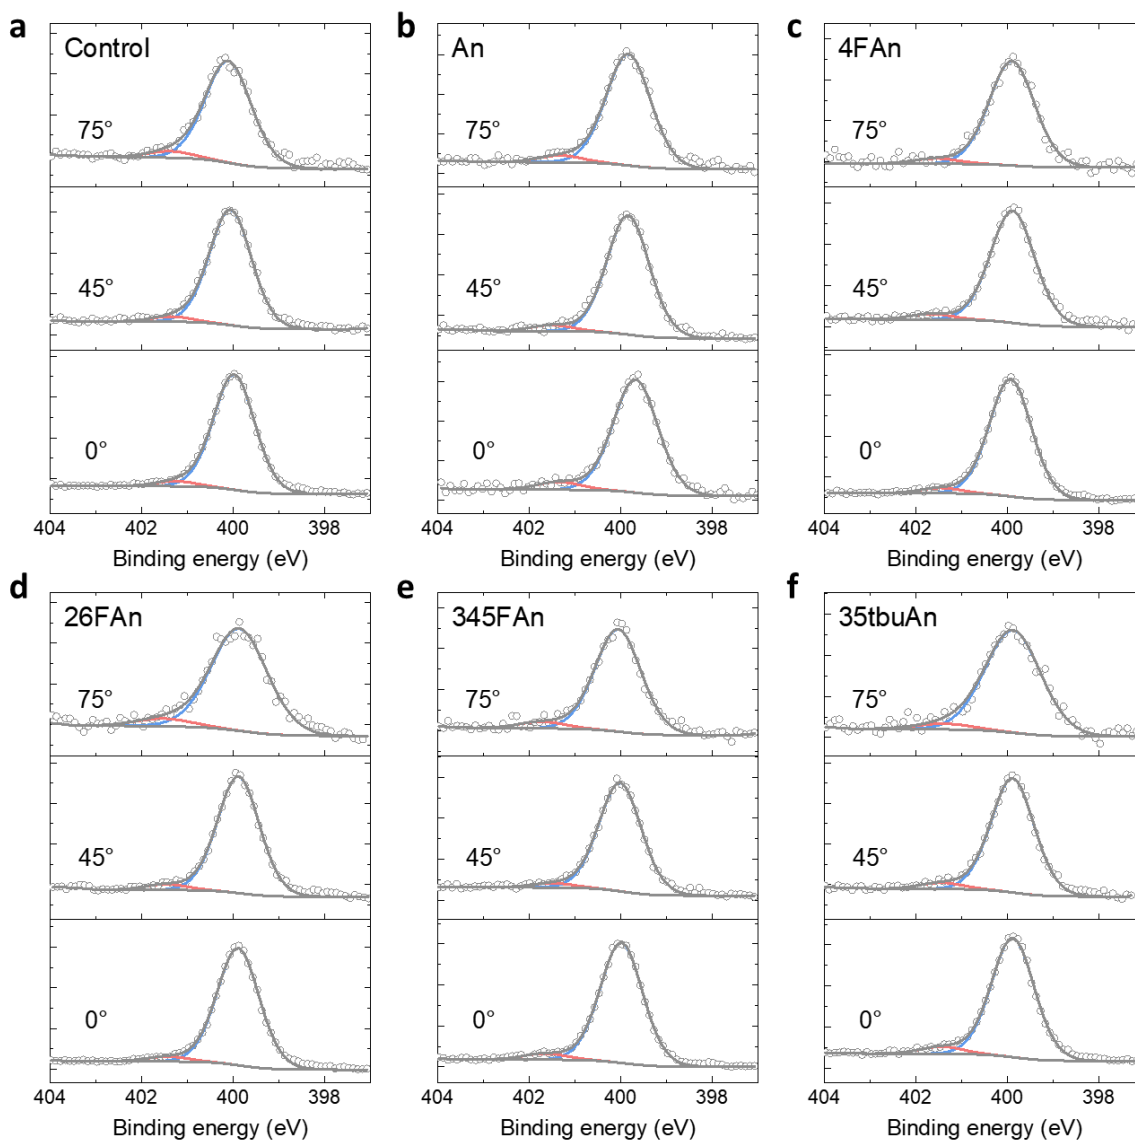 a
Control
75°
45°
0°
404 402 400 398
Binding energy (eV)
b
An
75°
45°
0°
404 402 400 398
Binding energy (eV)
c
4FAn
75°
45°
0°
404 402 400 398
Binding energy (eV)
d
26FAn
75°
45°
0°
404 402 400 398
Binding energy (eV)
e
345FAn
75°
45°
0°
404 402 400 398
Binding energy (eV)
f
35tbuAn
75°
45°
0°
404 402 400 398
Binding energy (eV)